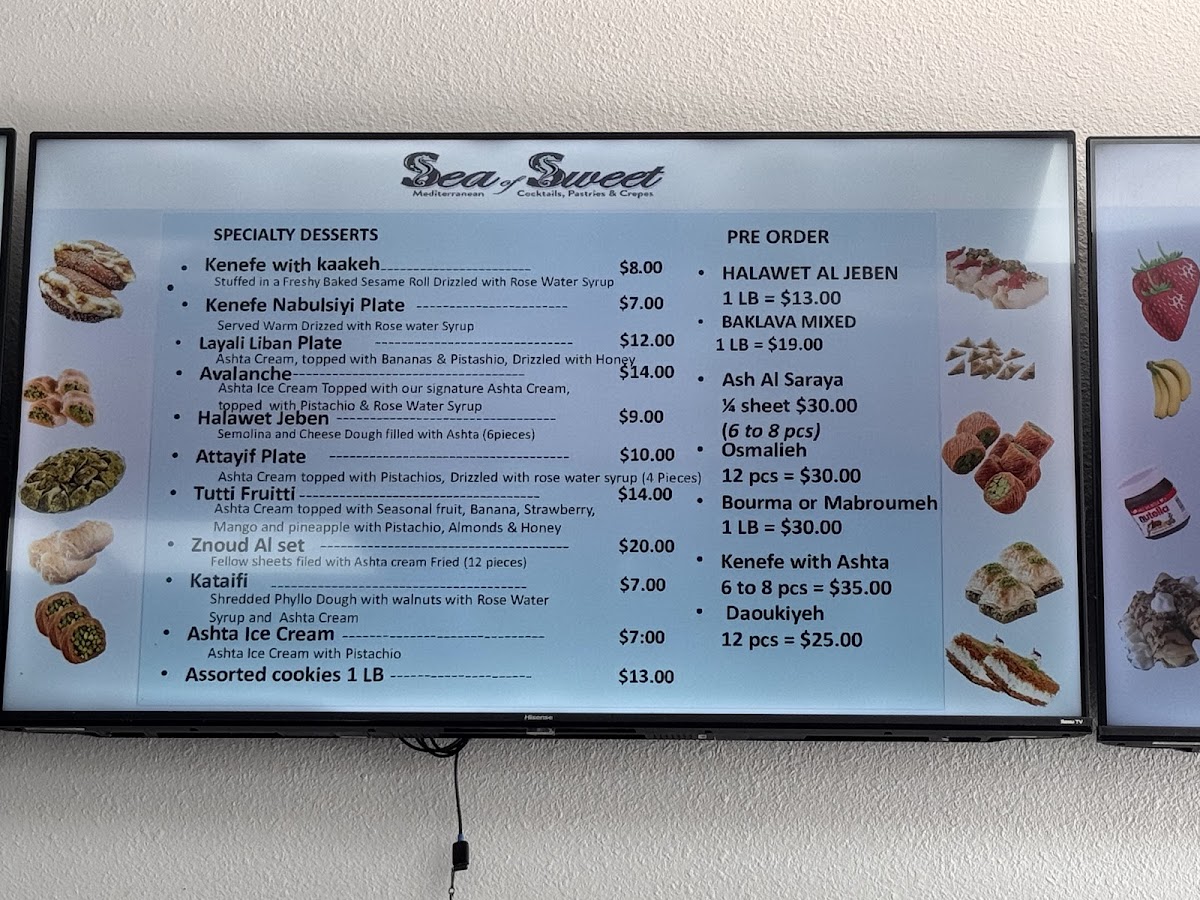 Sea of Sweet
Mediterranean Cocktails, Pastries & Crepes
SPECIALTY DESSERTS
• Kenefe with kaakeh---------------------- $8.00
Stuffed in a Freshy Baked Sesame Roll Drizzled with Rose Water Syrup
•
• Kenefe Nabulsiyi Plate ---------------------- $7.00
Served Warm Drizzed with Rose water Syrup
• Layali Liban Plate ----------------------------- $12.00
Ashta Cream, topped with Bananas & Pistashio, Drizzled with Honey
• Avalanche---------------------------------- $14.00
Ashta Ice Cream Topped with our signature Ashta Cream,
topped with Pistachio & Rose Water Syrup
• Halawet Jeben -------------------------------- $9.00
Semolina and Cheese Dough filled with Ashta (6pieces)
• Attayif Plate ----------------------------------- $10.00
Ashta Cream topped with Pistachios, Drizzled with rose water syrup (4 Pieces)
• Tutti Fruitti----------------------------------- $14.00
Ashta Cream topped with Seasonal fruit, Banana, Strawberry,
Mango and pineapple with Pistachio, Almonds & Honey
• Znoud Al set ------------------------------------ $20.00
Fellow sheets filed with Ashta cream Fried (12 pieces)
• Kataifi ------------------------------------- $7.00
Shredded Phyllo Dough with walnuts with Rose Water
Syrup and Ashta Cream
• Ashta Ice Cream ----------------------------- $7:00
Ashta Ice Cream with Pistachio
• Assorted cookies 1 LB --------------------- $13.00
PRE ORDER
• HALAWET AL JEBEN
1 LB = $13.00
• BAKLAVA MIXED
1 LB = $19.00
• Ash Al Saraya
¼ sheet $30.00
(6 to 8 pcs)
• Osmalieh
12 pcs = $30.00
• Bourma or Mabroumeh
1 LB = $30.00
• Kenefe with Ashta
6 to 8 pcs = $35.00
• Daoukiyeh
12 pcs = $25.00
nutella
Hisense
Roku TV